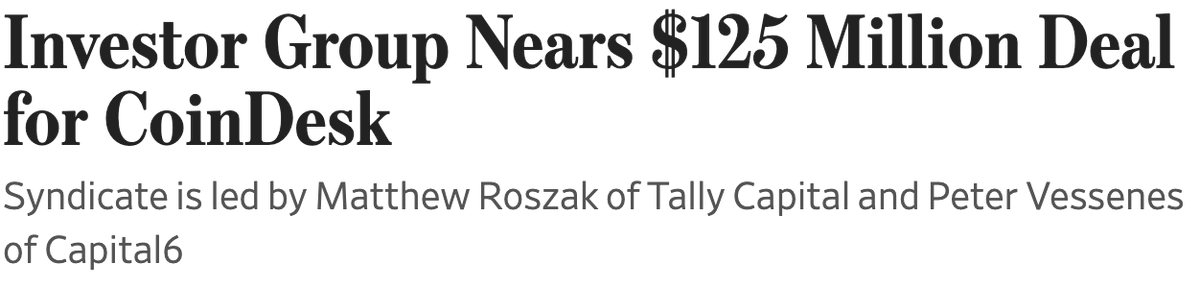 Investor Group Nears $125 Million Deal
for CoinDesk
Syndicate is led by Matthew Roszak of Tally Capital and Peter Vessenes
of Capital6